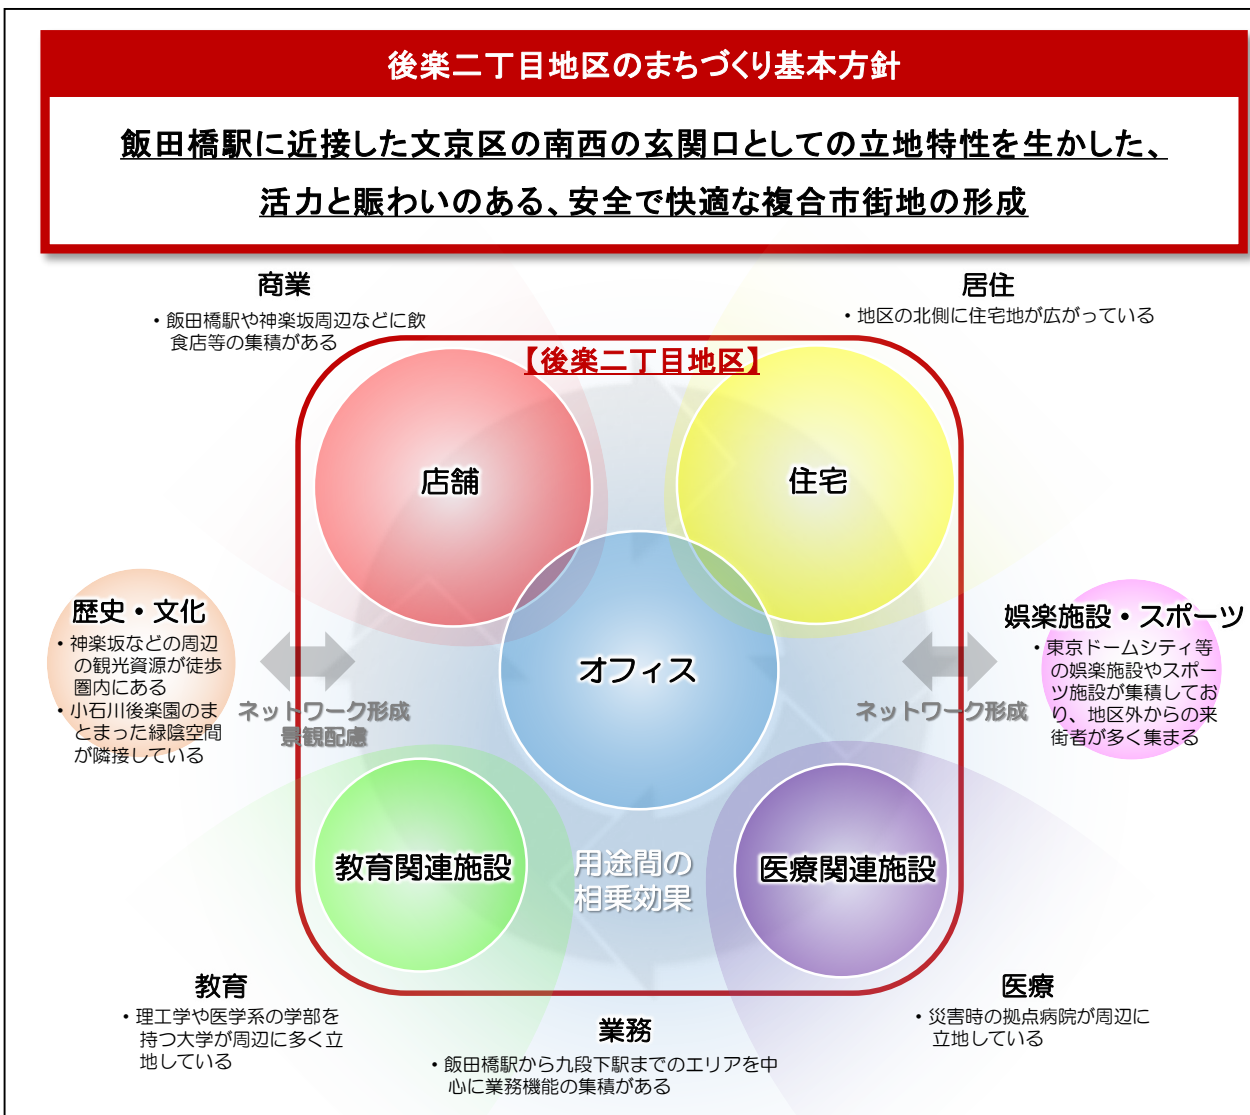 後楽二丁目地区のまちづくり基本方針
飯田橋駅に近接した文京区の南西の玄関口としての立地特性を生かした、
活力と賑わいのある、安全で快適な複合市街地の形成
商業
・飯田橋駅や神楽坂周辺などに飲
食店等の集積がある
居住
・地区の北側に住宅地が広がっている
【後楽二丁目地区】
店舗
住宅
オフィス
歴史・文化
・神楽坂などの周辺
の観光資源が徒歩
圏内にある
・小石川後楽園のま
とまった緑陰空間
が隣接している
ネットワーク形成
景観配慮
娯楽施設・スポーツ
・東京ドームシティ等
の娯楽施設やスポー
ツ施設が集積してお
り、地区外からの来
街者が多く集まる
ネットワーク形成
教育関連施設
用途間の
相乗効果
医療関連施設
教育
・理工学や医学系の学部を
持つ大学が周辺に多く立
地している
業務
・飯田橋駅から九段下駅までのエリアを中
心に業務機能の集積がある
医療
・災害時の拠点病院が周辺に
立地している